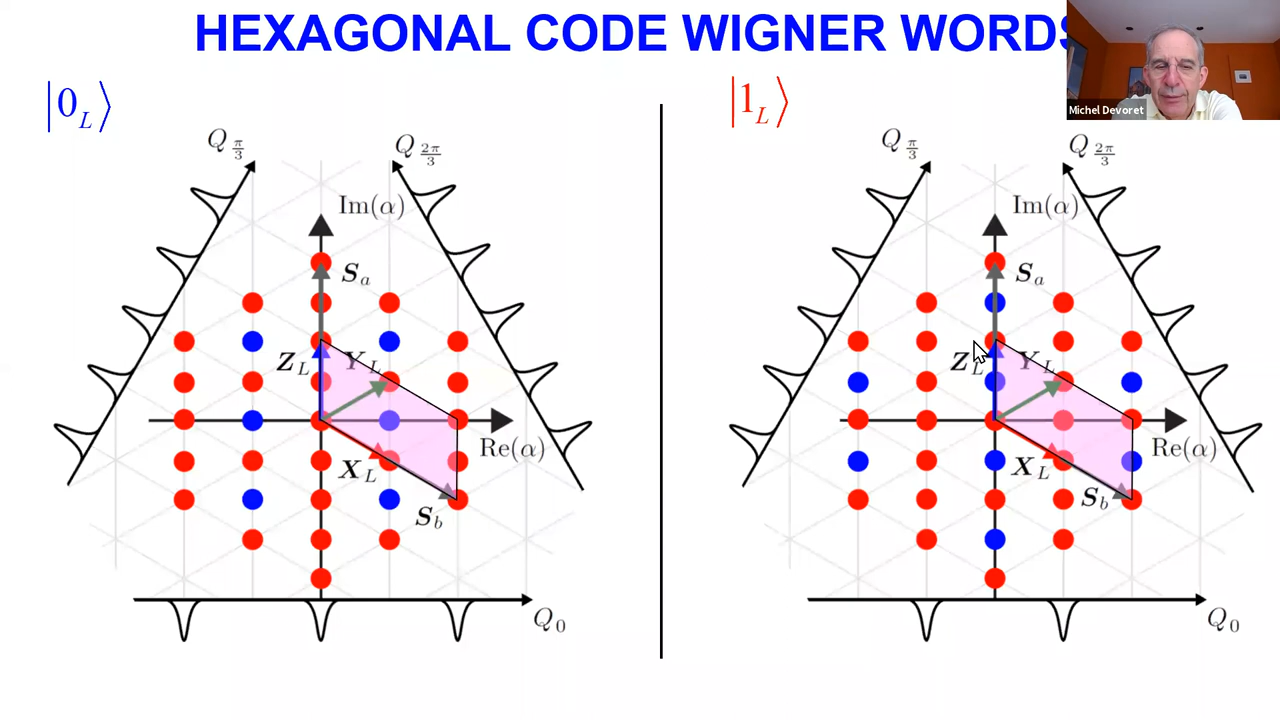 HEXAGONAL CODE WIGNER WORDS
Michel Devoret
|0_L⟩
|1_L⟩
Q_{π/3}
Q_{2π/3}
Im(α)
S_a
Z_L
Y_L
Re(α)
X_L
S_b
Q_0
Q_{π/3}
Q_{2π/3}
Im(α)
S_a
Z_L
Y_L
Re(α)
X_L
S_b
Q_0